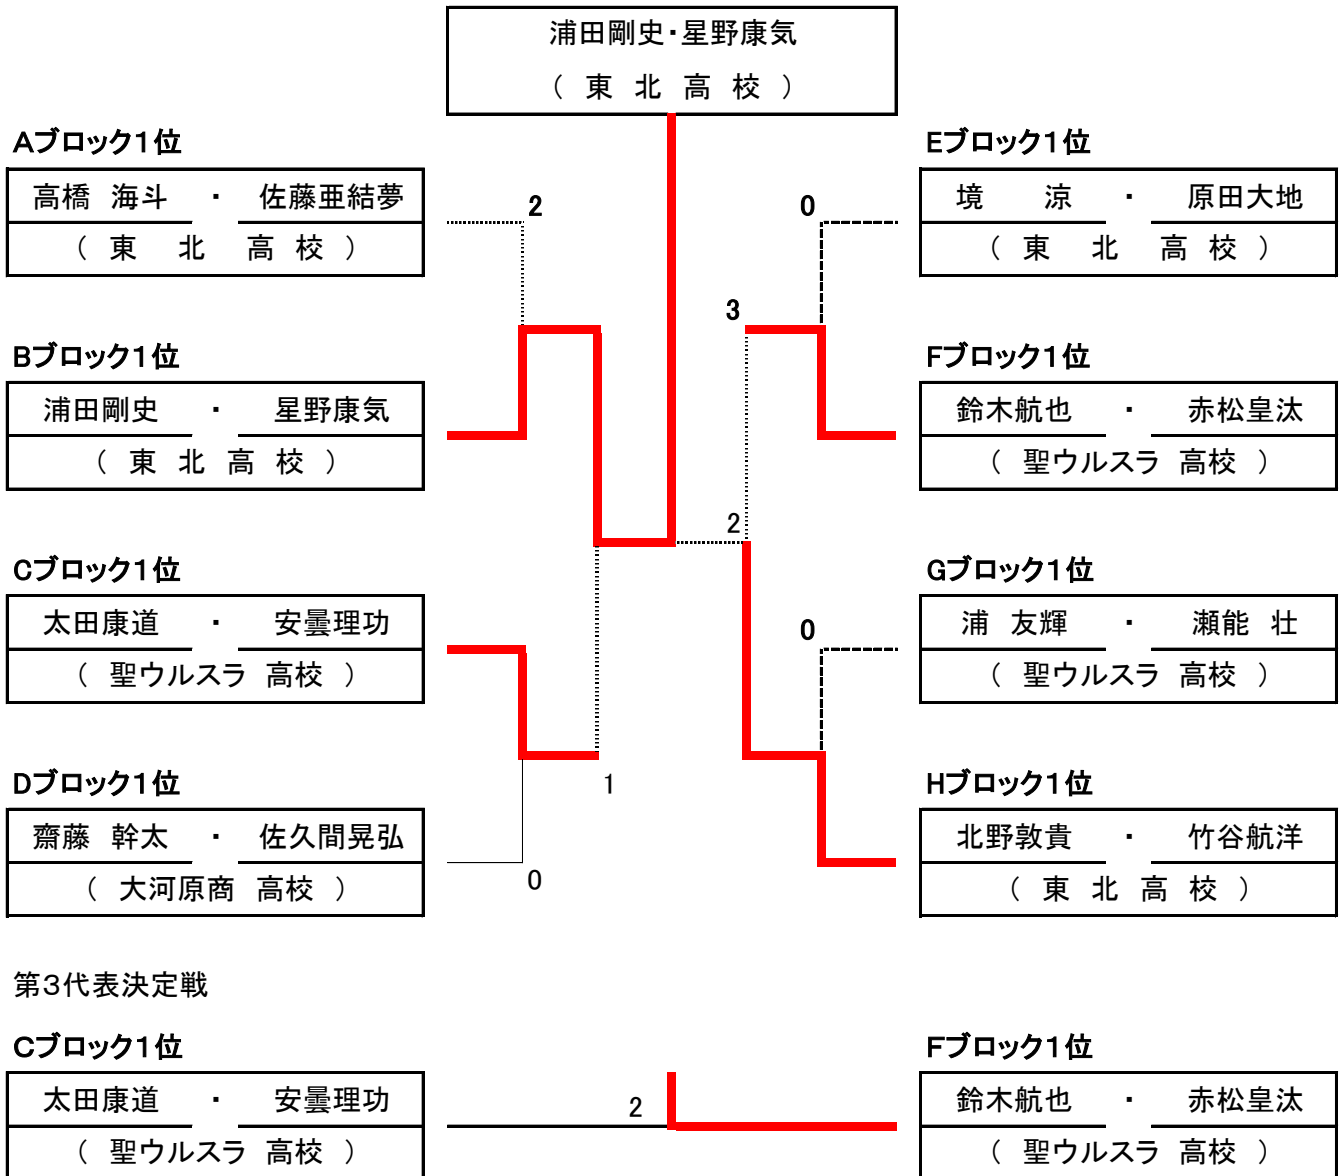 浦田剛史・星野康気
（ 東 北 高 校 ）
Aブロック1位
高橋 海斗 ・ 佐藤亜結夢
（ 東 北 高 校 ）
2
Bブロック1位
浦田剛史 ・ 星野康気
（ 東 北 高 校 ）
Cブロック1位
太田康道 ・ 安曇理功
（ 聖ウルスラ 高校 ）
Dブロック1位
齋藤 幹太 ・ 佐久間晃弘
（ 大河原商 高校 ）
1
0
Eブロック1位
境 涼 ・ 原田大地
（ 東 北 高 校 ）
0
3
Fブロック1位
鈴木航也 ・ 赤松皇汰
（ 聖ウルスラ 高校 ）
2
Gブロック1位
浦 友輝 ・ 瀬能 壮
（ 聖ウルスラ 高校 ）
0
Hブロック1位
北野敦貴 ・ 竹谷航洋
（ 東 北 高 校 ）
第3代表決定戦
Cブロック1位
太田康道 ・ 安曇理功
（ 聖ウルスラ 高校 ）
2
Fブロック1位
鈴木航也 ・ 赤松皇汰
（ 聖ウルスラ 高校 ）